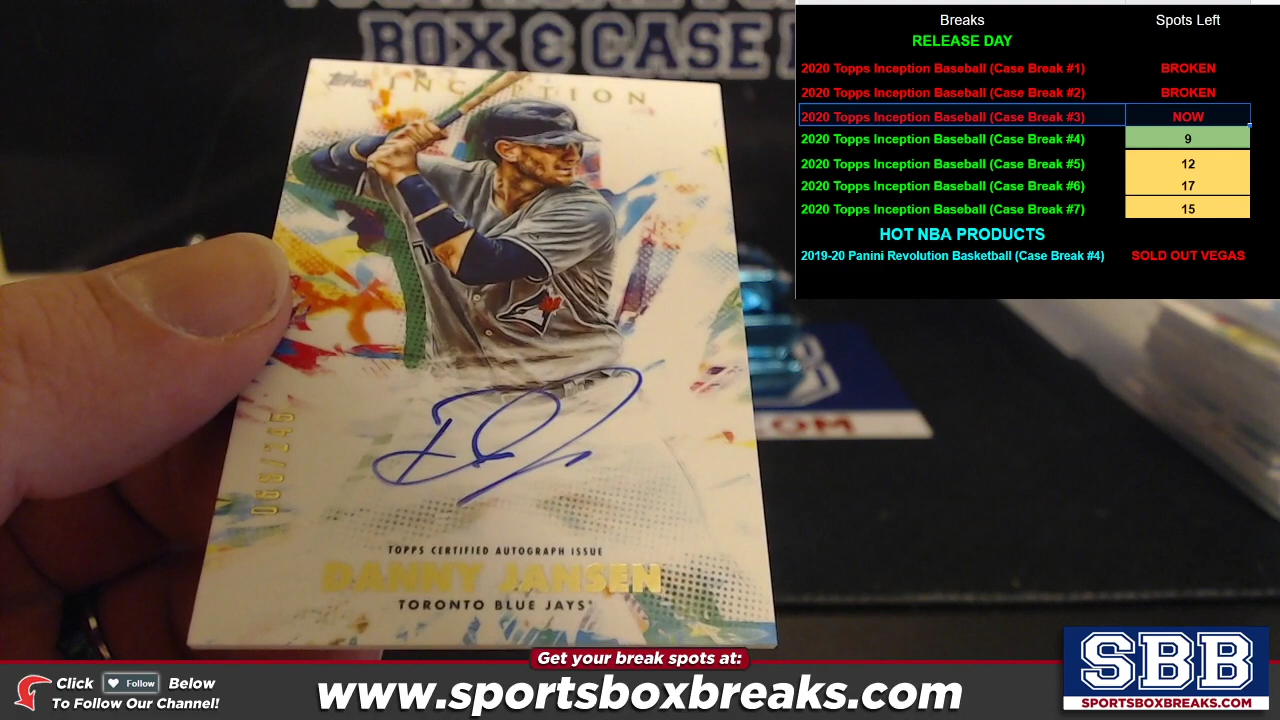 BOX & CASE
Topps
INCEPTION
068/245
TOPPS CERTIFIED AUTOGRAPH ISSUE
DANNY JANSEN
TORONTO BLUE JAYS
.COM
Breaks Spots Left
RELEASE DAY
2020 Topps Inception Baseball (Case Break #1) BROKEN
2020 Topps Inception Baseball (Case Break #2) BROKEN
2020 Topps Inception Baseball (Case Break #3) NOW
2020 Topps Inception Baseball (Case Break #4) 9
2020 Topps Inception Baseball (Case Break #5) 12
2020 Topps Inception Baseball (Case Break #6) 17
2020 Topps Inception Baseball (Case Break #7) 15
HOT NBA PRODUCTS
2019-20 Panini Revolution Basketball (Case Break #4) SOLD OUT VEGAS
Get your break spots at:
Click Follow Below
To Follow Our Channel!
www.sportsboxbreaks.com
SBB
SPORTSBOXBREAKS.COM